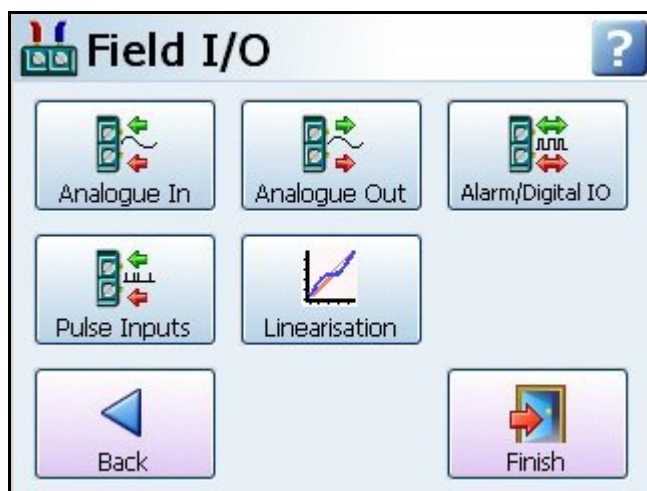 Field I/O
?
Analogue In
Analogue Out
Alarm/Digital IO
Pulse Inputs
Linearisation
Back
Finish